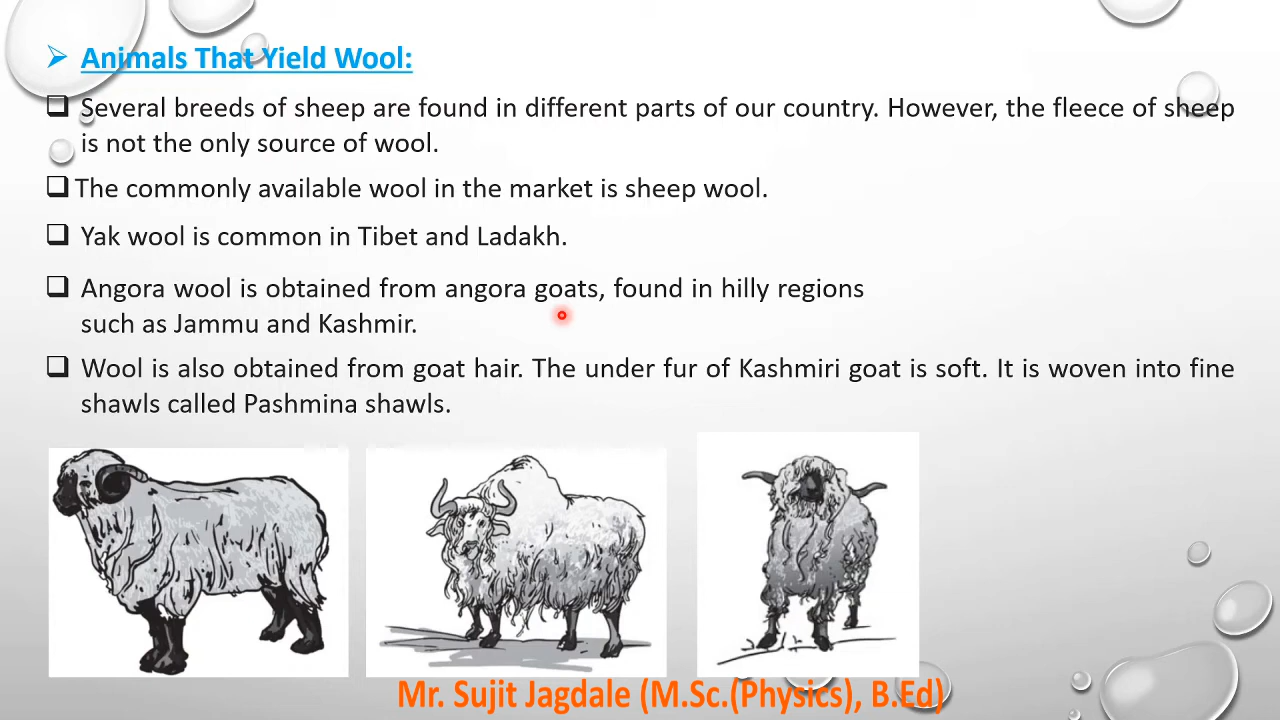 Animals That Yield Wool:
Several breeds of sheep are found in different parts of our country. However, the fleece of sheep
is not the only source of wool.
The commonly available wool in the market is sheep wool.
Yak wool is common in Tibet and Ladakh.
Angora wool is obtained from angora goats, found in hilly regions
such as Jammu and Kashmir.
Wool is also obtained from goat hair. The under fur of Kashmiri goat is soft. It is woven into fine
shawls called Pashmina shawls.
Mr. Sujit Jagdale (M.Sc.(Physics), B.Ed)